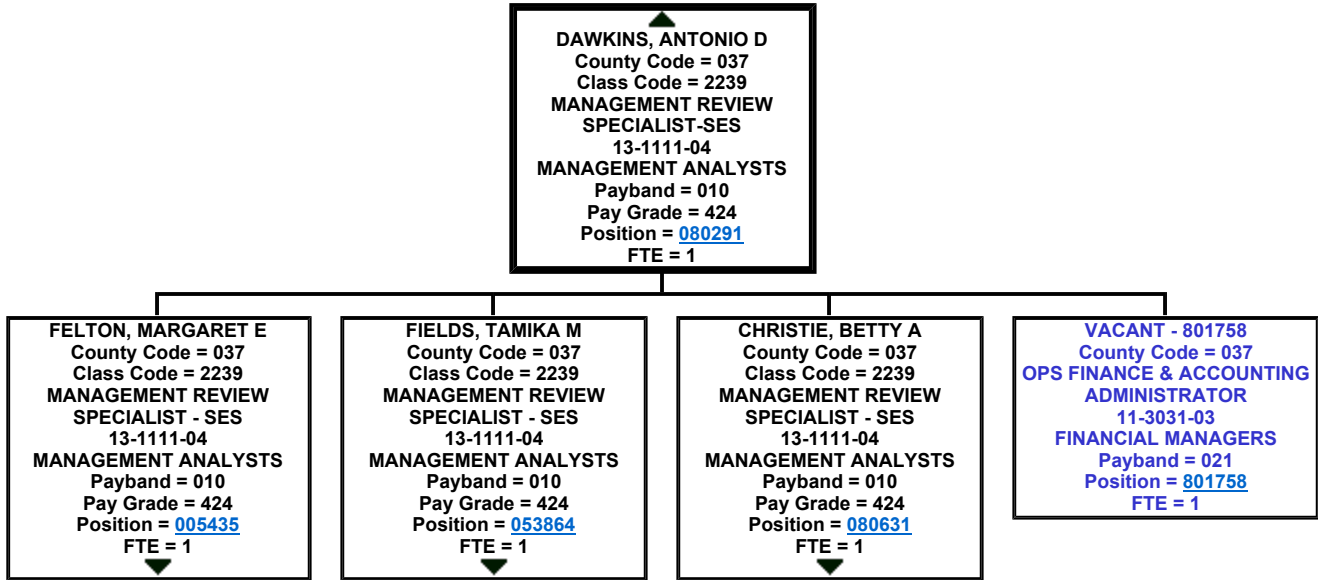 DAWKINS, ANTONIO D
County Code = 037
Class Code = 2239
MANAGEMENT REVIEW
SPECIALIST-SES
13-1111-04
MANAGEMENT ANALYSTS
Payband = 010
Pay Grade = 424
Position = 080291
FTE = 1
FELTON, MARGARET E
County Code = 037
Class Code = 2239
MANAGEMENT REVIEW
SPECIALIST - SES
13-1111-04
MANAGEMENT ANALYSTS
Payband = 010
Pay Grade = 424
Position = 005435
FTE = 1
FIELDS, TAMIKA M
County Code = 037
Class Code = 2239
MANAGEMENT REVIEW
SPECIALIST - SES
13-1111-04
MANAGEMENT ANALYSTS
Payband = 010
Pay Grade = 424
Position = 053864
FTE = 1
CHRISTIE, BETTY A
County Code = 037
Class Code = 2239
MANAGEMENT REVIEW
SPECIALIST - SES
13-1111-04
MANAGEMENT ANALYSTS
Payband = 010
Pay Grade = 424
Position = 080631
FTE = 1
VACANT - 801758
County Code = 037
OPS FINANCE & ACCOUNTING
ADMINISTRATOR
11-3031-03
FINANCIAL MANAGERS
Payband = 021
Position = 801758
FTE = 1